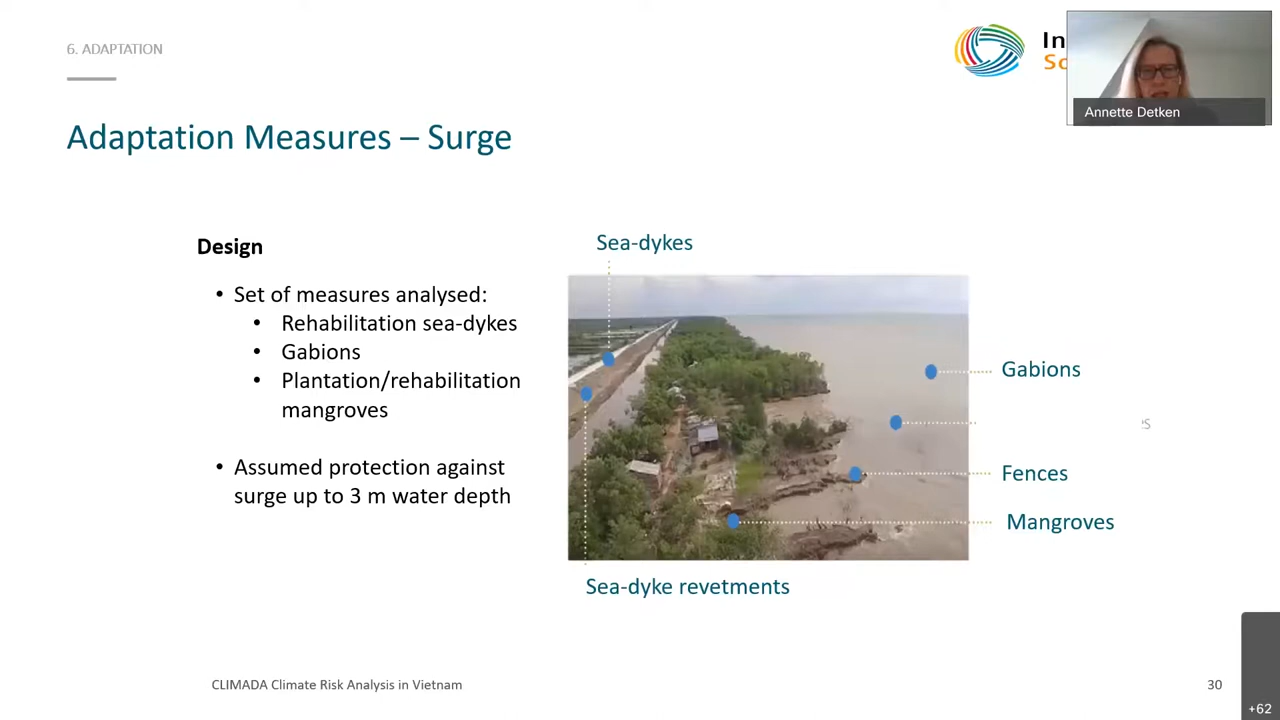 6. ADAPTATION
In
So
Annette Detken
Adaptation Measures – Surge
Design
• Set of measures analysed:
• Rehabilitation sea-dykes
• Gabions
• Plantation/rehabilitation
mangroves
• Assumed protection against
surge up to 3 m water depth
Sea-dykes
Gabions
Fences
Mangroves
Sea-dyke revetments
CLIMADA Climate Risk Analysis in Vietnam
30
+62